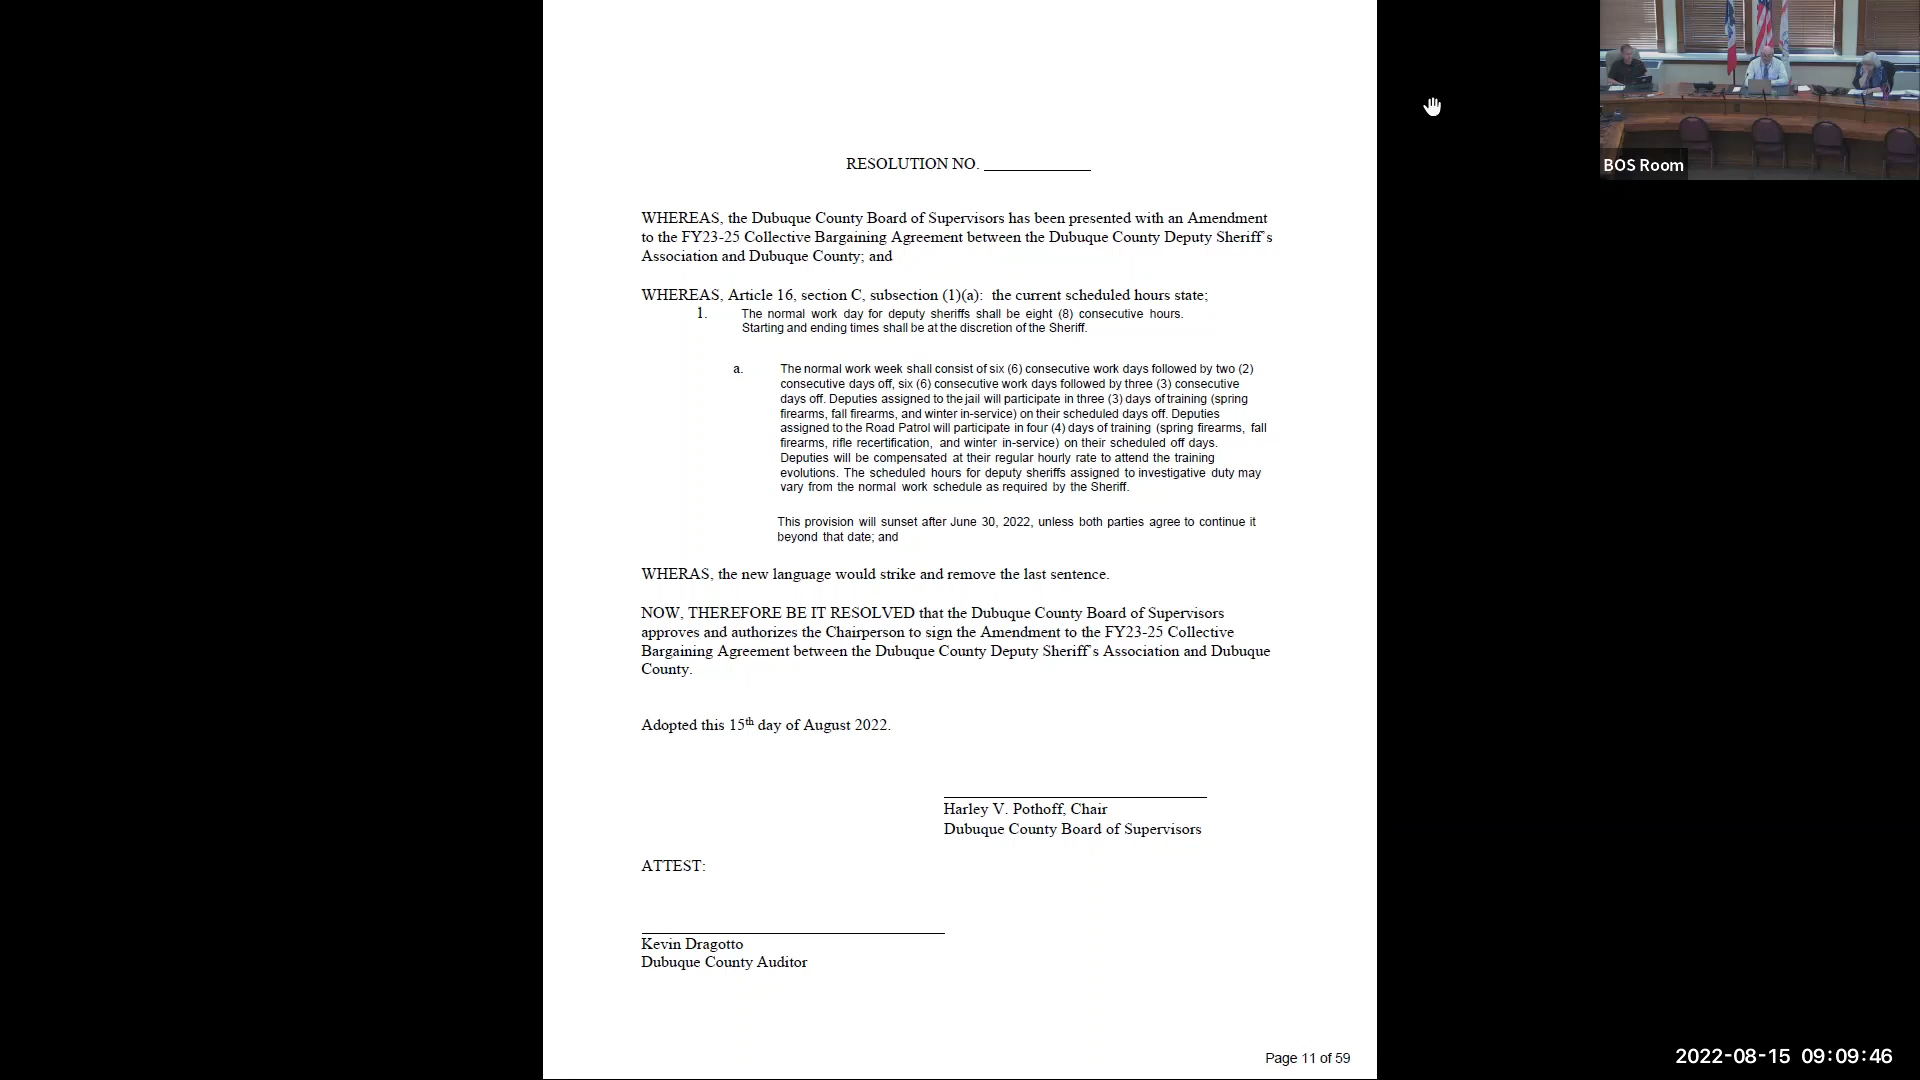 RESOLUTION NO. _____________
WHEREAS, the Dubuque County Board of Supervisors has been presented with an Amendment
to the FY23-25 Collective Bargaining Agreement between the Dubuque County Deputy Sheriff's
Association and Dubuque County; and
WHEREAS, Article 16, section C, subsection (1)(a): the current scheduled hours state;
1. The normal work day for deputy sheriffs shall be eight (8) consecutive hours.
Starting and ending times shall be at the discretion of the Sheriff.
a. The normal work week shall consist of six (6) consecutive work days followed by two (2)
consecutive days off, six (6) consecutive work days followed by three (3) consecutive
days off. Deputies assigned to the jail will participate in three (3) days of training (spring
firearms, fall firearms, and winter in-service) on their scheduled days off. Deputies
assigned to the Road Patrol will participate in four (4) days of training (spring firearms, fall
firearms, rifle recertification, and winter in-service) on their scheduled off days.
Deputies will be compensated at their regular hourly rate to attend the training
evolutions. The scheduled hours for deputy sheriffs assigned to investigative duty may
vary from the normal work schedule as required by the Sheriff.
This provision will sunset after June 30, 2022, unless both parties agree to continue it
beyond that date; and
WHERAS, the new language would strike and remove the last sentence.
NOW, THEREFORE BE IT RESOLVED that the Dubuque County Board of Supervisors
approves and authorizes the Chairperson to sign the Amendment to the FY23-25 Collective
Bargaining Agreement between the Dubuque County Deputy Sheriff's Association and Dubuque
County.
Adopted this 15th day of August 2022.
Harley V. Pothoff, Chair
Dubuque County Board of Supervisors
ATTEST:
Kevin Dragotto
Dubuque County Auditor
Page 11 of 59
BOS Room
2022-08-15 09:09:46